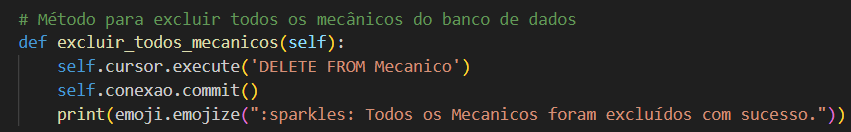 # Método para excluir todos os mecânicos do banco de dados
def excluir_todos_mecanicos(self):
    self.cursor.execute('DELETE FROM Mecanico')
    self.conexao.commit()
    print(emoji.emojize(":sparkles: Todos os Mecanicos foram excluídos com sucesso."))